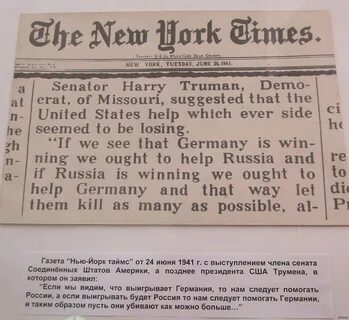 The New York Times.
NEW YORK, TUESDAY, JUNE 24, 1941.
Senator Harry Truman, Demo-
crat, of Missouri, suggested that the
United States help which ever side
seemed to be losing.
"If we see that Germany is win-
ning we ought to help Russia and
if Russia is winning we ought to
help Germany and that way let
them kill as many as possible, al-
Газета "Нью-Йорк таймс" от 24 июня 1941 г. с выступлением члена сената
Соединённых Штатов Америки, а позднее президента США Трумена, в
котором он заявил:
"Если мы видим, что выигрывает Германия, то нам следует помогать
России, а если выигрывать будет Россия то нам следует помогать Германии,
и таким образом пусть они убивают как можно больше..."